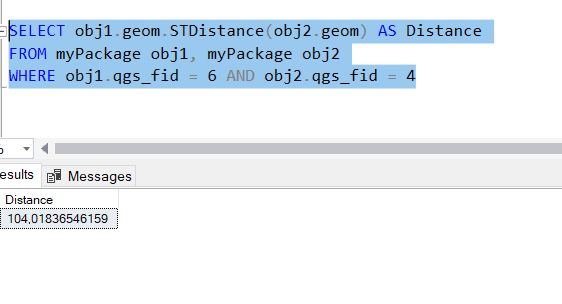 SELECT obj1.geom.STDistance(obj2.geom) AS Distance
FROM myPackage obj1, myPackage obj2
WHERE obj1.qgs_fid = 6 AND obj2.qgs_fid = 4
esults Messages
Distance
104,01836546159